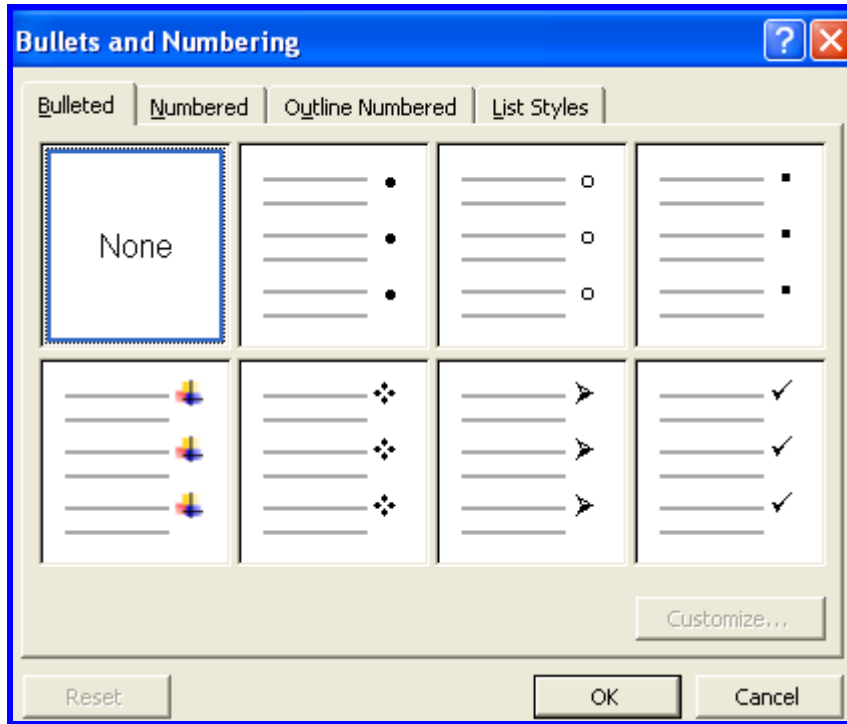 Bullets and Numbering
Bulleted Numbered Outline Numbered List Styles
None
Customize...
Reset OK Cancel